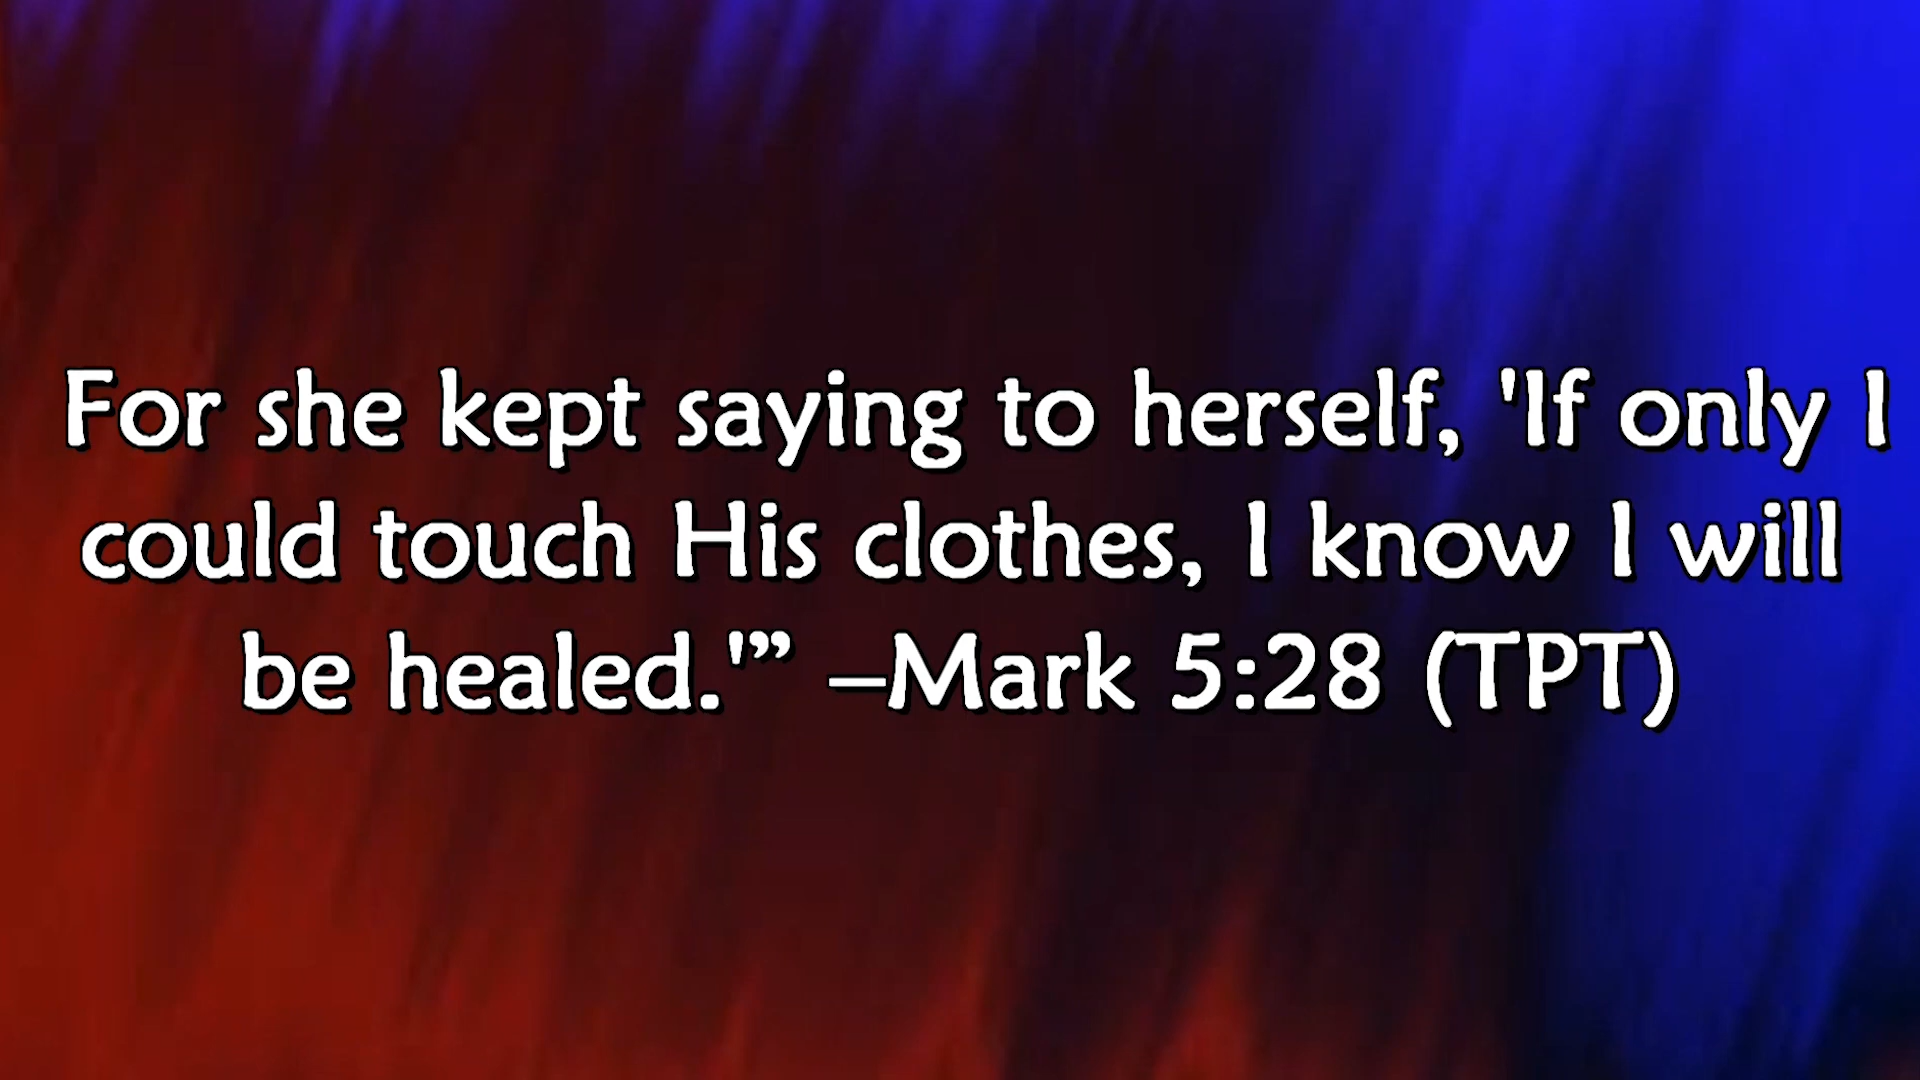 For she kept saying to herself, 'If only I
could touch His clothes, I know I will
be healed.'” –Mark 5:28 (TPT)